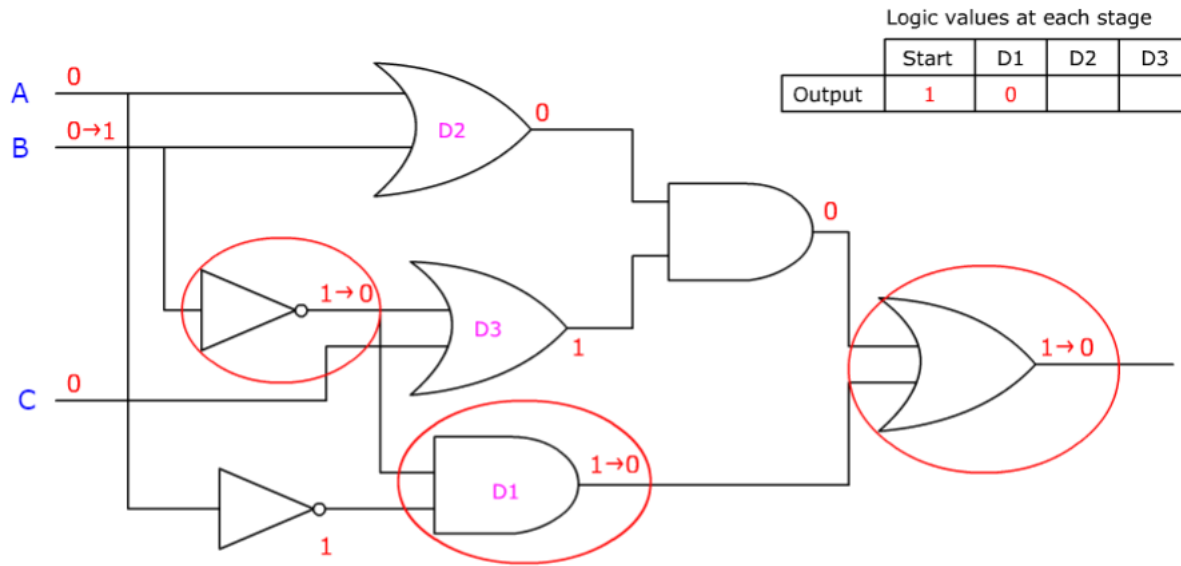 Logic values at each stage
Start D1 D2 D3
Output 1 0
A 0
B 0→1
D2 0
0
1→0
D3 1
1→0
C 0
D1 1→0
1